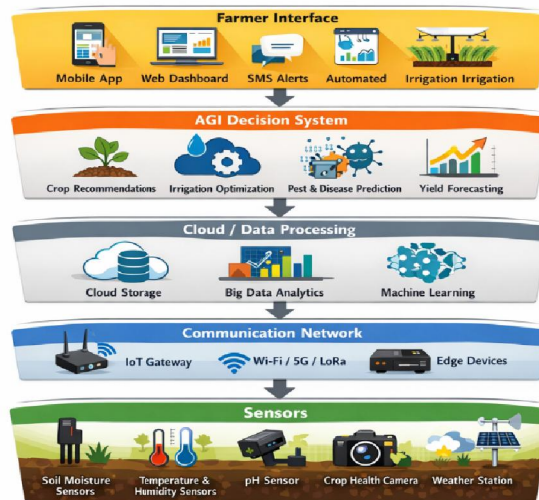 Farmer Interface
Mobile App
Web Dashboard
SMS Alerts
Automated
Irrigation Irrigation
AGI Decision System
Crop Recommendations
Irrigation Optimization
Pest & Disease Prediction
Yield Forecasting
Cloud / Data Processing
Cloud Storage
Big Data Analytics
Machine Learning
Communication Network
IoT Gateway
Wi-Fi / 5G / LoRa
Edge Devices
Sensors
Soil Moisture
Sensors
Temperature &
Humidity Sensors
pH Sensor
Crop Health Camera
Weather Station